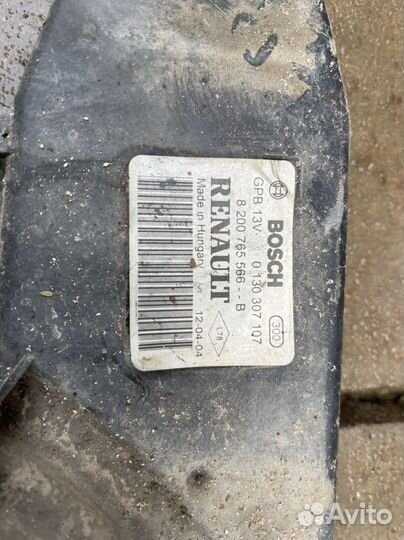 BOSCH
300
GPB 13V
0 130 307 107
8 200 765 566 - - B
RENAULT
L78
Made in Hungary
12-04-04
Avito